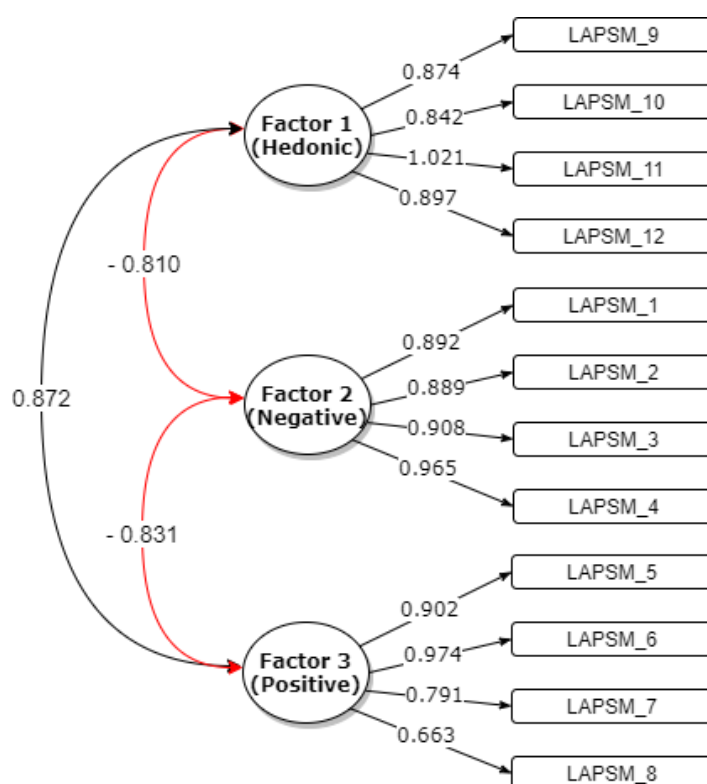 LAPSM_9
0.874
LAPSM_10
0.842
Factor 1
(Hedonic)
1.021
LAPSM_11
0.897
LAPSM_12
- 0.810
LAPSM_1
0.892
LAPSM_2
0.889
Factor 2
(Negative)
0.908
LAPSM_3
0.965
LAPSM_4
0.872
- 0.831
LAPSM_5
0.902
LAPSM_6
0.974
Factor 3
(Positive)
0.791
LAPSM_7
0.663
LAPSM_8